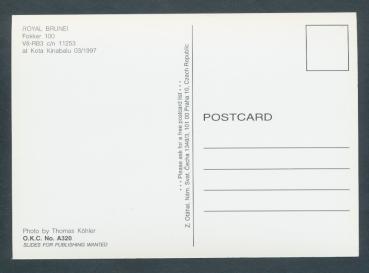 ROYAL BRUNEI
Fokker 100
V8-RB3 c/n 11253
at Kota Kinabalu 03/1997
• • • Please ask for a free postcard list • • •
Z. Otáhal, Nám. Svat. Čecha 1348/3, 101 00 Praha 10, Czech Republic
POSTCARD
Photo by Thomas Köhler
O.K.C. No. A320
SLIDES FOR PUBLISHING WANTED